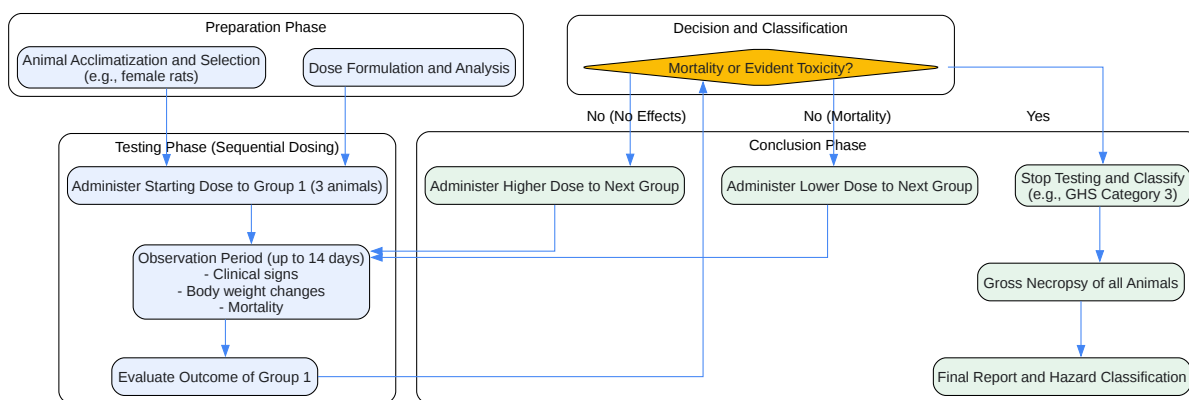 Preparation Phase
Animal Acclimatization and Selection
(e.g., female rats)
Dose Formulation and Analysis
Decision and Classification
Mortality or Evident Toxicity?
No (No Effects)
No (Mortality)
Yes
Testing Phase (Sequential Dosing)
Administer Starting Dose to Group 1 (3 animals)
Observation Period (up to 14 days)
- Clinical signs
- Body weight changes
- Mortality
Evaluate Outcome of Group 1
Conclusion Phase
Administer Higher Dose to Next Group
Administer Lower Dose to Next Group
Stop Testing and Classify
(e.g., GHS Category 3)
Gross Necropsy of all Animals
Final Report and Hazard Classification